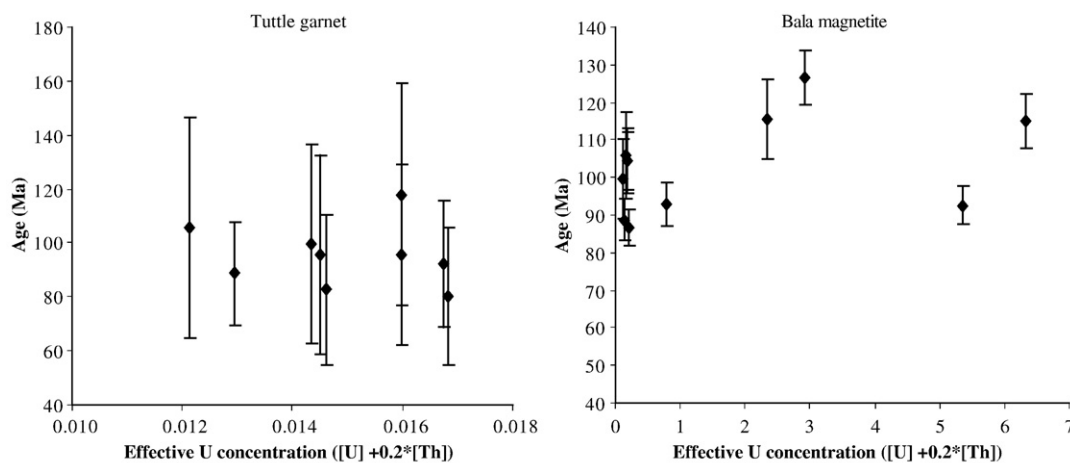 Tuttle garnet
180
160
140
120
100
80
60
40
Age (Ma)
0.010 0.012 0.014 0.016 0.018
Effective U concentration ([U] +0.2*[Th])
Bala magnetite
140
130
120
110
100
90
80
70
60
50
40
Age (Ma)
0 1 2 3 4 5 6 7
Effective U concentration ([U] +0.2*[Th])